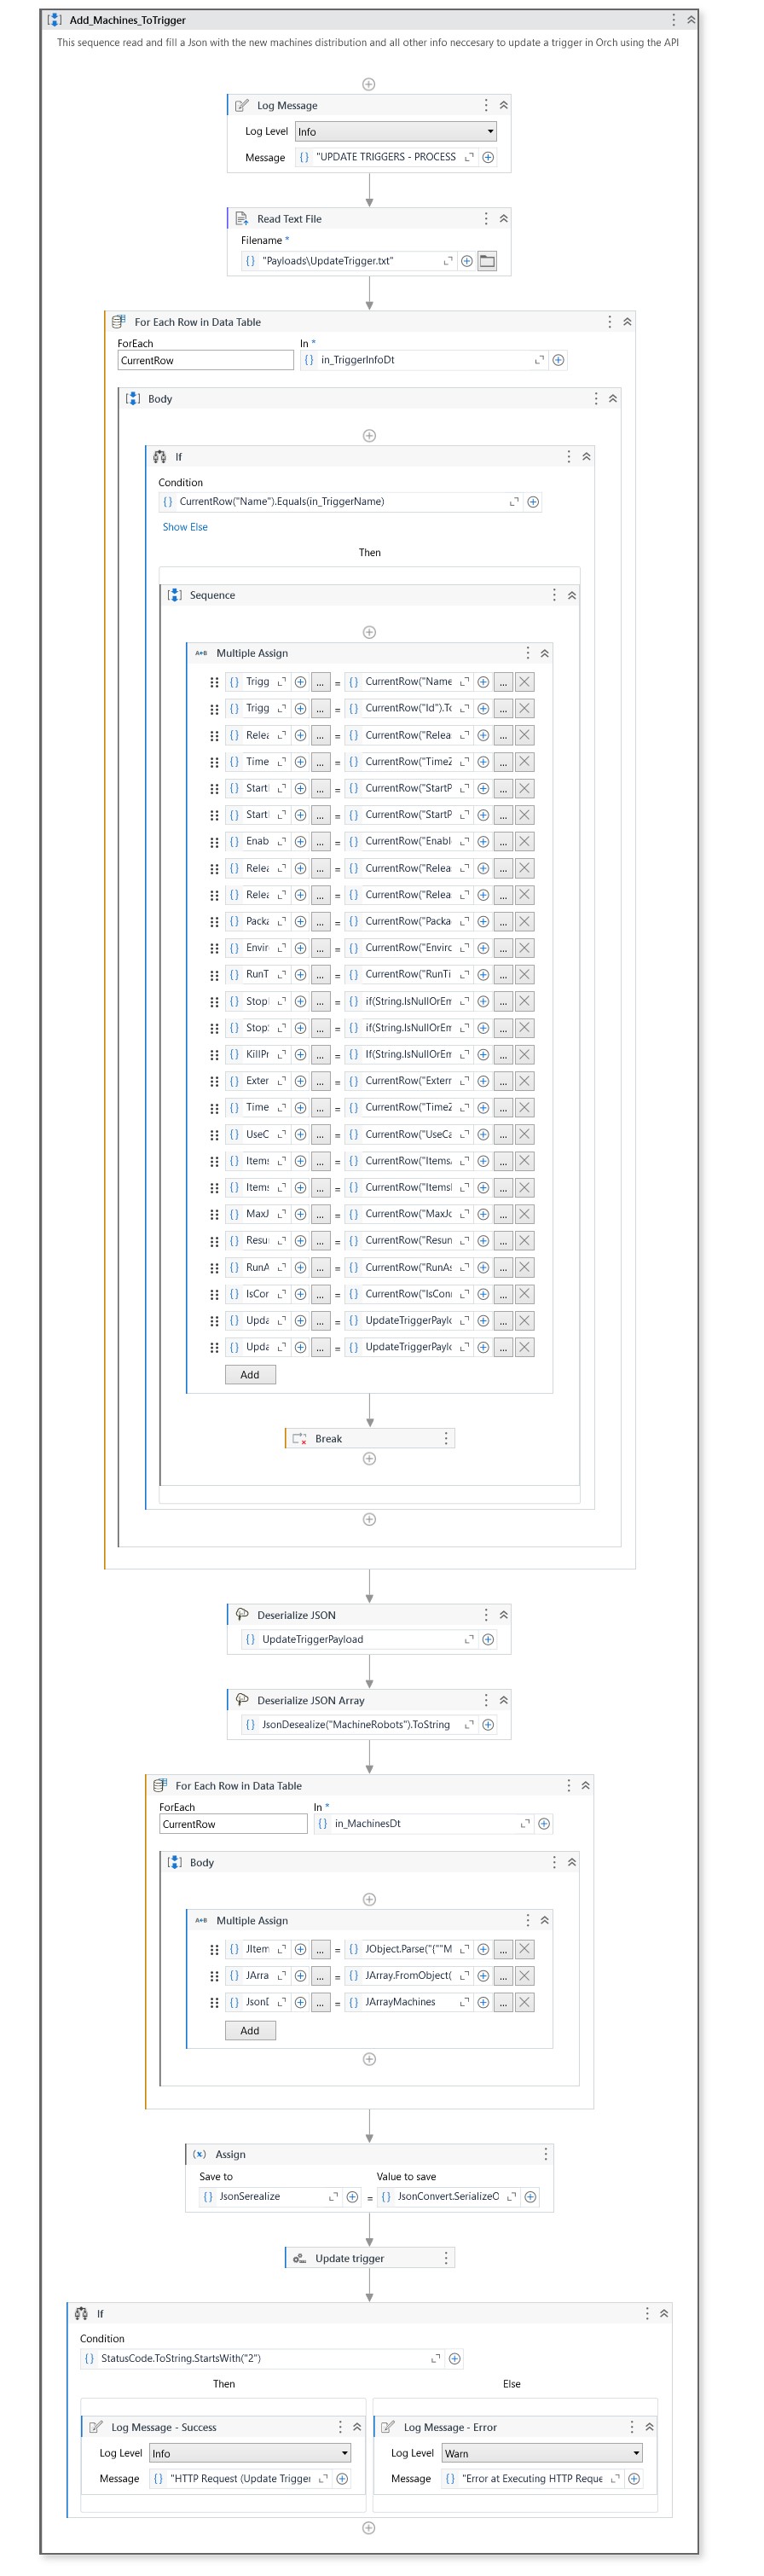 Add_Machines_ToTrigger
This sequence read and fill a Json with the new machines distribution and all other info neccesary to update a trigger in Orch using the API
Log Message
Log Level Info
Message {} "UPDATE TRIGGERS - PROCESS
Read Text File
Filename *
{} "Payloads\UpdateTrigger.txt"
For Each Row in Data Table
ForEach In *
CurrentRow {} in_TriggerInfoDt
Body
If
Condition
{} CurrentRow("Name").Equals(in_TriggerName)
Show Else
Then
Sequence
A+B Multiple Assign
{} Trigg ... = {} CurrentRow("Name ...
{} Trigg ... = {} CurrentRow("Id").Tc ...
{} Relea ... = {} CurrentRow("Relea ...
{} Time ... = {} CurrentRow("TimeZ ...
{} Start ... = {} CurrentRow("StartP ...
{} Start ... = {} CurrentRow("StartP ...
{} Enab ... = {} CurrentRow("Enabl ...
{} Relea ... = {} CurrentRow("Relea ...
{} Relea ... = {} CurrentRow("Relea ...
{} Packa ... = {} CurrentRow("Packa ...
{} Envir ... = {} CurrentRow("Envirc ...
{} RunT ... = {} CurrentRow("RunTi ...
{} Stop ... = {} if(String.IsNullOrEm ...
{} Stop ... = {} if(String.IsNullOrEm ...
{} KillPr ... = {} If(String.IsNullOrEm ...
{} Exter ... = {} CurrentRow("Extern ...
{} Time ... = {} CurrentRow("TimeZ ...
{} UseC ... = {} CurrentRow("UseCa ...
{} Items ... = {} CurrentRow("Items ...
{} Items ... = {} CurrentRow("Items ...
{} MaxJ ... = {} CurrentRow("MaxJc ...
{} Resu ... = {} CurrentRow("Resun ...
{} RunA ... = {} CurrentRow("RunAs ...
{} IsCor ... = {} CurrentRow("IsConn ...
{} Upda ... = {} UpdateTriggerPaylc ...
{} Upda ... = {} UpdateTriggerPaylc ...
Add
Break
Deserialize JSON
{} UpdateTriggerPayload
Deserialize JSON Array
{} JsonDesealize("MachineRobots").ToString
For Each Row in Data Table
ForEach In *
CurrentRow {} in_MachinesDt
Body
A+B Multiple Assign
{} JItem ... = {} JObject.Parse("{""M ...
{} JArra ... = {} JArray.FromObject( ...
{} JsonD ... = {} JArrayMachines ...
Add
(x) Assign
Save to Value to save
{} JsonSerealize = {} JsonConvert.SerializeO
Update trigger
If
Condition
{} StatusCode.ToString.StartsWith("2")
Then Else
Log Message - Success Log Message - Error
Log Level Info Log Level Warn
Message {} "HTTP Request (Update Trigger Message {} "Error at Executing HTTP Reque